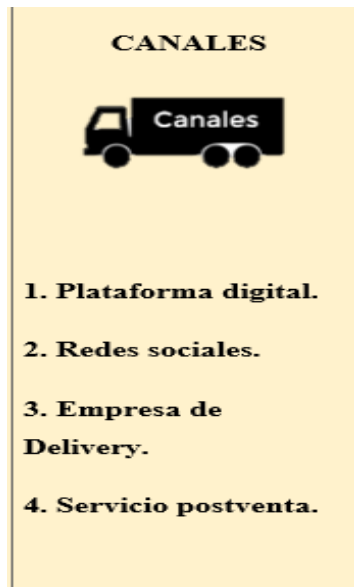 CANALES
Canales
1. Plataforma digital.
2. Redes sociales.
3. Empresa de
Delivery.
4. Servicio postventa.